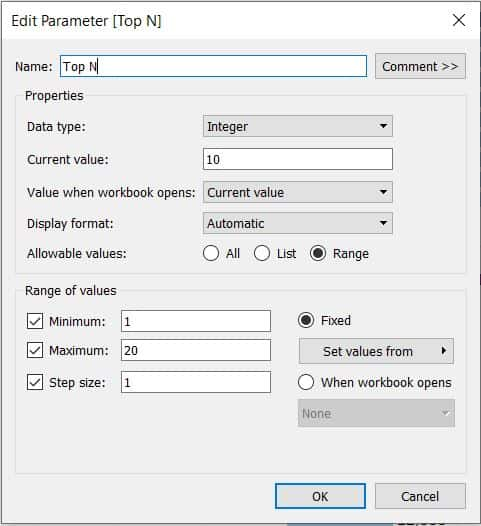 Edit Parameter [Top N]
Name: Top N Comment >>
Properties
Data type: Integer
Current value: 10
Value when workbook opens: Current value
Display format: Automatic
Allowable values: All List Range
Range of values
Minimum: 1 Fixed
Maximum: 20 Set values from
Step size: 1 When workbook opens
None
OK Cancel